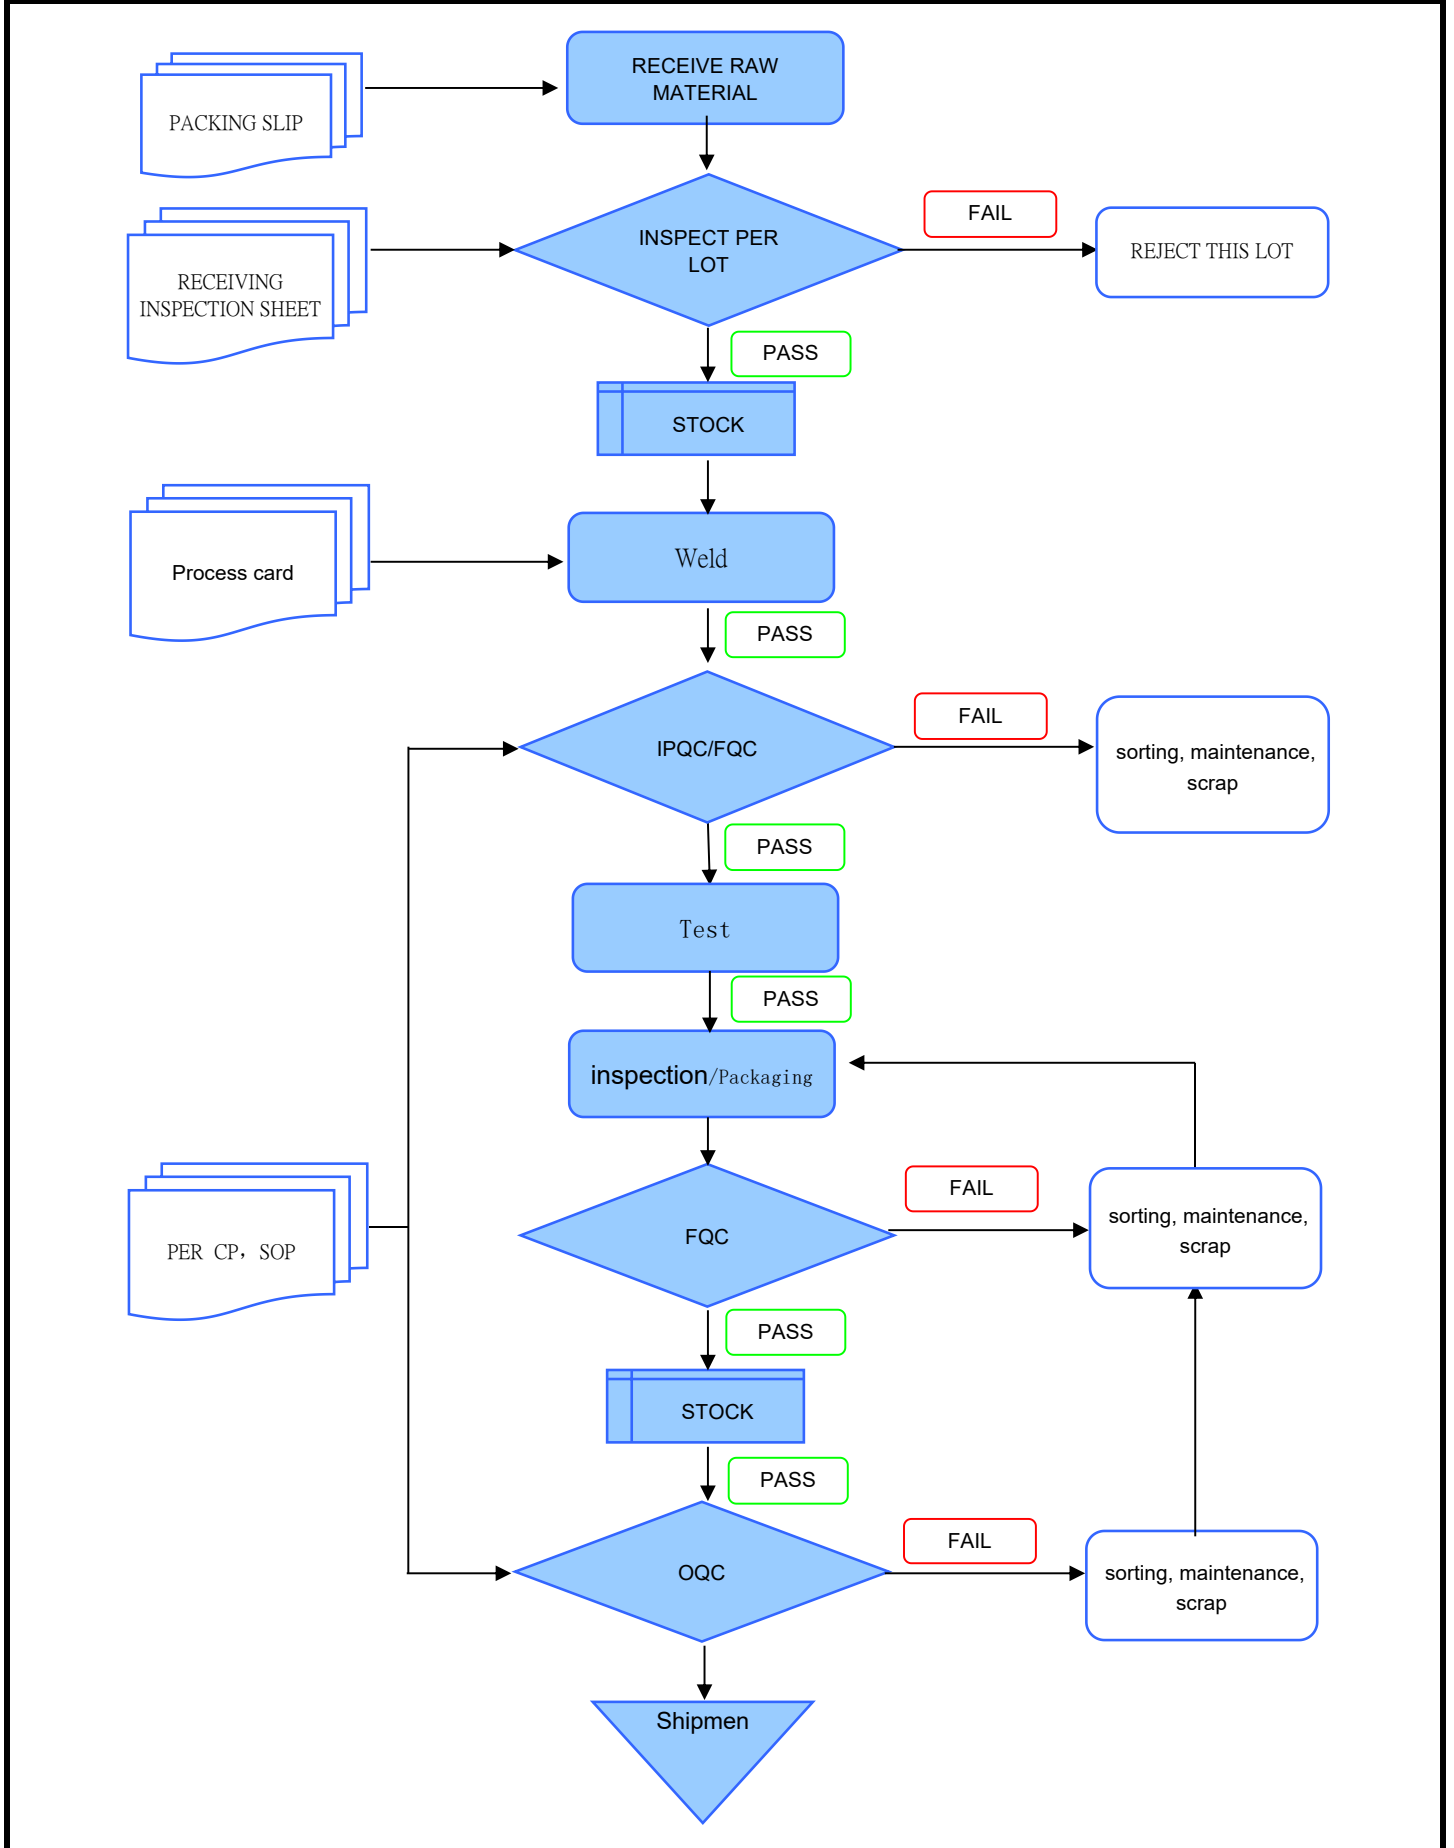 RECEIVE RAW
MATERIAL
PACKING SLIP
INSPECT PER
LOT
FAIL
REJECT THIS LOT
RECEIVING
INSPECTION SHEET
PASS
STOCK
Process card
Weld
PASS
IPQC/FQC
FAIL
sorting, maintenance,
scrap
PASS
Test
PASS
inspection/Packaging
PER CP，SOP
FQC
FAIL
sorting, maintenance,
scrap
PASS
STOCK
PASS
OQC
FAIL
sorting, maintenance,
scrap
Shipmen